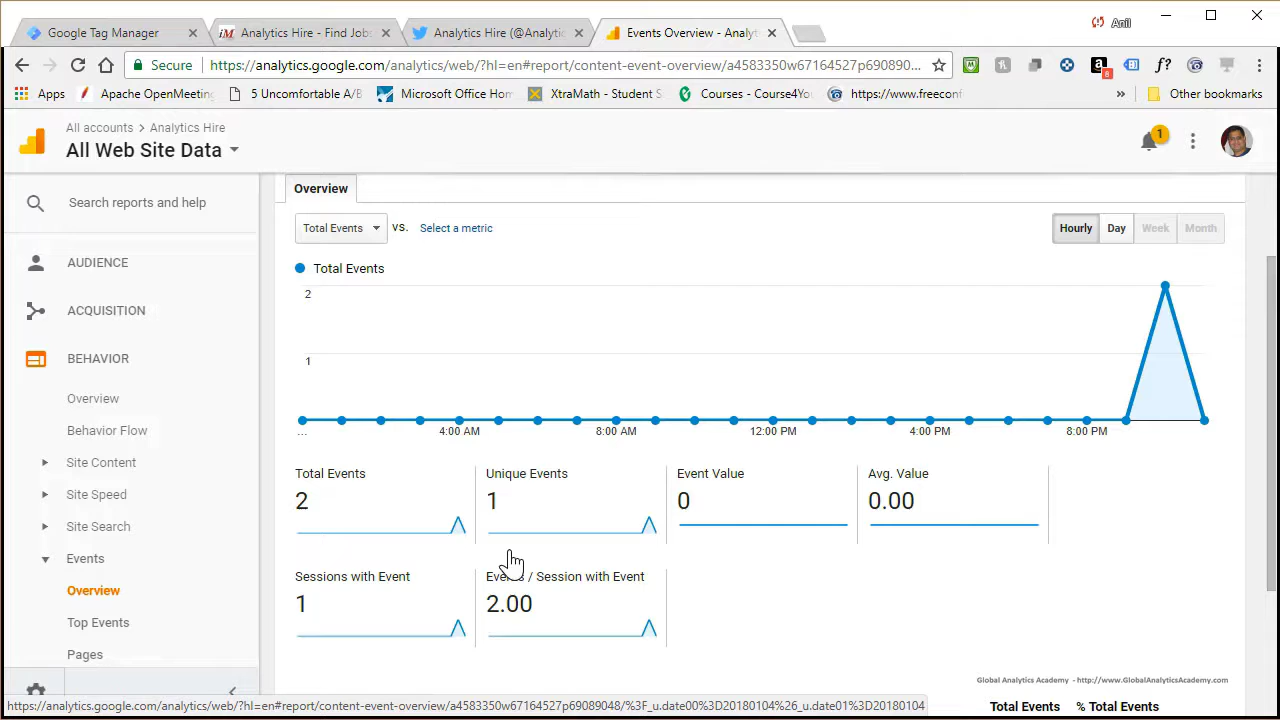 Anil
Google Tag Manager
Analytics Hire - Find Jobs
Analytics Hire (@Analytic
Events Overview - Analyt
Secure
https://analytics.google.com/analytics/web/?hl=en#report/content-event-overview/a4583350w67164527p689089048...
f?
8
Apps
Apache OpenMeeting
5 Uncomfortable A/B
Microsoft Office Hom
XtraMath - Student S
Courses - Course4Yo
https://www.freeconf
»
Other bookmarks
All accounts > Analytics Hire
All Web Site Data
1
Search reports and help
AUDIENCE
ACQUISITION
BEHAVIOR
Overview
Behavior Flow
Site Content
Site Speed
Site Search
Events
Overview
Top Events
Pages
Overview
Total Events
VS.
Select a metric
Hourly
Day
Week
Month
Total Events
2
1
...
4:00 AM
8:00 AM
12:00 PM
4:00 PM
8:00 PM
Total Events
2
Unique Events
1
Event Value
0
Avg. Value
0.00
Sessions with Event
1
Events / Session with Event
2.00
Global Analytics Academy - http://www.GlobalAnalyticsAcademy.com
Total Events
% Total Events
https://analytics.google.com/analytics/web/?hl=en#report/content-event-overview/a4583350w67164527p69089048/%3F_u.date00%3D20180104%26_u.date01%3D20180104